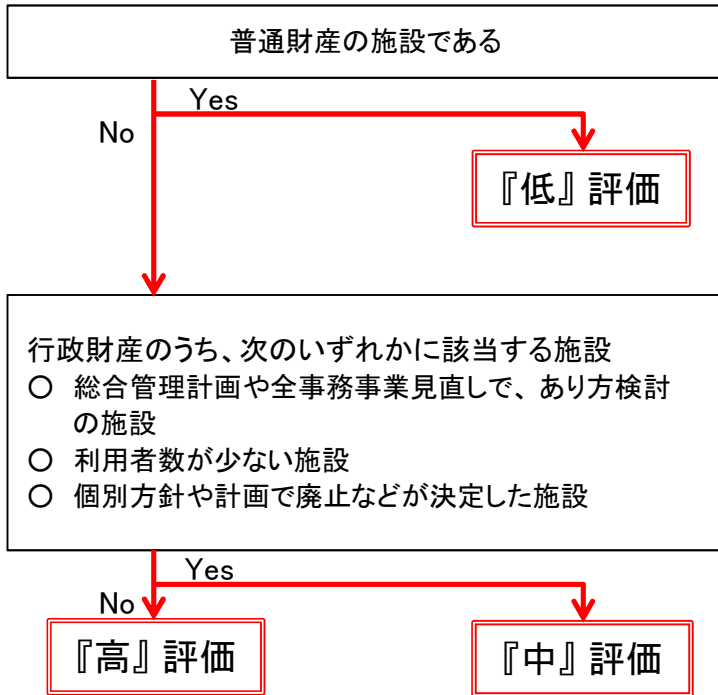 普通財産の施設である
Yes
No
『低』評価
行政財産のうち、次のいずれかに該当する施設
○ 総合管理計画や全事務事業見直しで、あり方検討
の施設
○ 利用者数が少ない施設
○ 個別方針や計画で廃止などが決定した施設
Yes
No
『高』評価
『中』評価